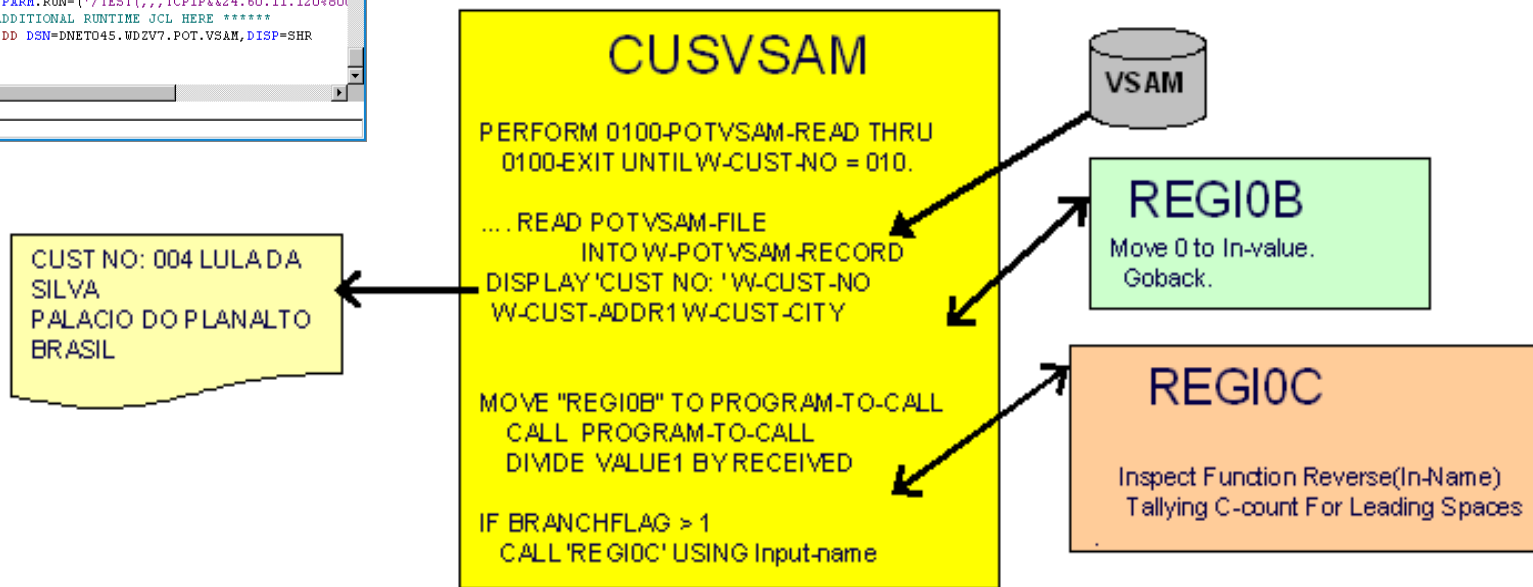 PARM.RUN=('/TEST(,,,TCPIP&&24.60.11.120%
ADDITIONAL RUNTIME JCL HERE ******
DD DSN=DNET045.WDZV7.POT.VSAM,DISP=SHR
CUSVSAM
PERFORM 0100-POTVSAM-READ THRU
0100-EXIT UNTIL W-CUST-NO = 010.
.... READ POTVSAM-FILE
INTO W-POTVSAM-RECORD
DISPLAY 'CUST NO: ' W-CUST-NO
W-CUST-ADDR1 W-CUST-CITY
MOVE "REGI0B" TO PROGRAM-TO-CALL
CALL PROGRAM-TO-CALL
DIVIDE VALUE1 BY RECEIVED
IF BRANCHFLAG > 1
CALL 'REGI0C' USING Input-name
CUST NO: 004 LULA DA
SILVA
PALACIO DO PLANALTO
BRASIL
VSAM
REGI0B
Move 0 to In-value.
Goback.
REGI0C
Inspect Function Reverse(In-Name)
Tallying C-count For Leading Spaces
.